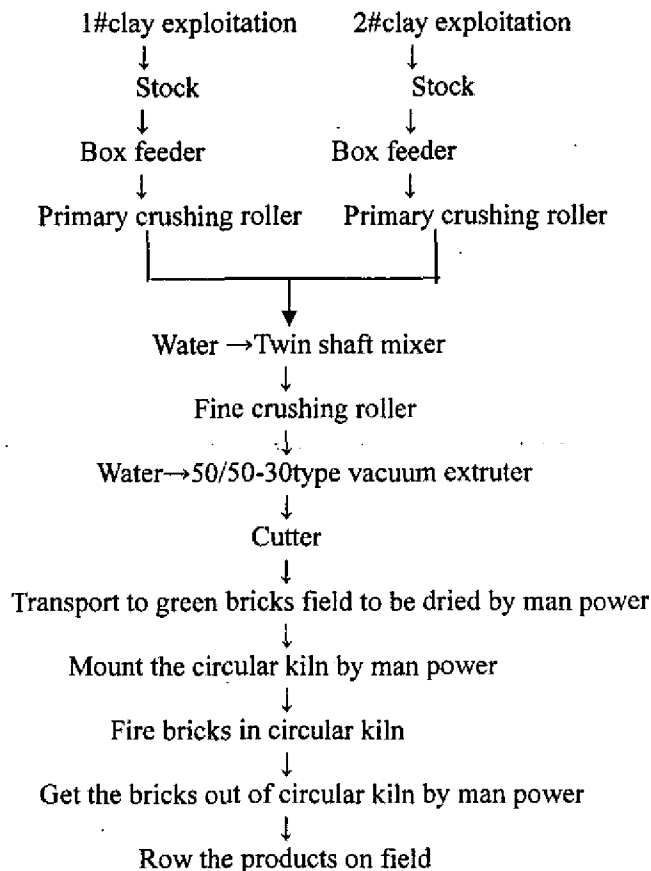 1#clay exploitation 2#clay exploitation
↓ ↓
Stock Stock
↓ ↓
Box feeder Box feeder
↓ ↓
Primary crushing roller Primary crushing roller
Water →Twin shaft mixer
↓
Fine crushing roller
↓
Water→50/50-30type vacuum extruter
↓
Cutter
↓
Transport to green bricks field to be dried by man power
↓
Mount the circular kiln by man power
↓
Fire bricks in circular kiln
↓
Get the bricks out of circular kiln by man power
↓
Row the products on field